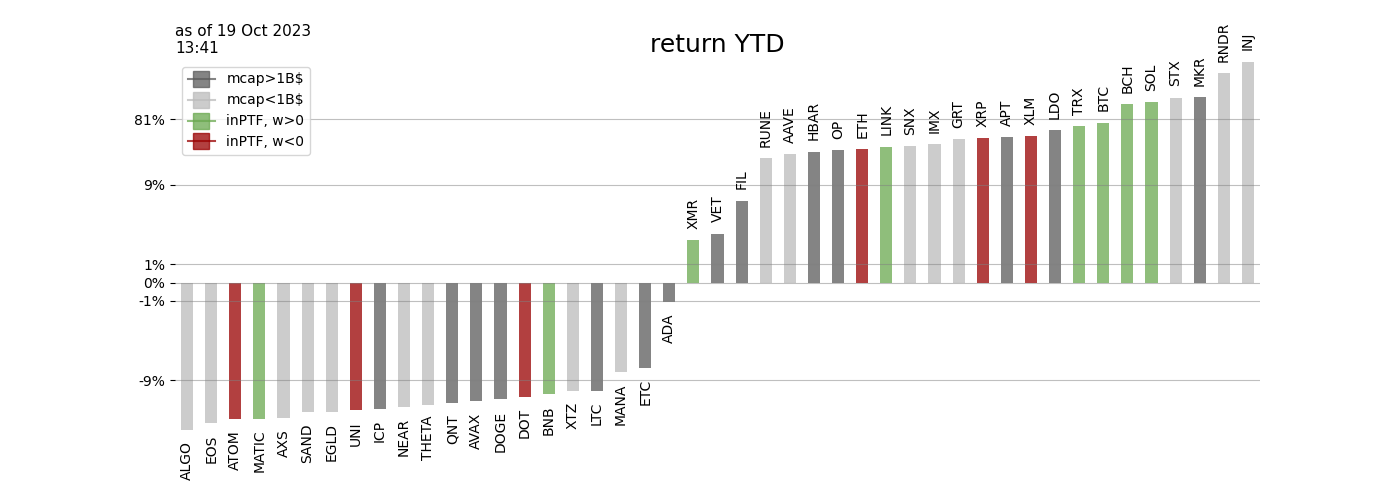 as of 19 Oct 2023
13:41
return YTD
mcap>1B$
mcap<1B$
inPTF, w>0
inPTF, w<0
81%
9%
1%
0%
-1%
-9%
ALGO
EOS
ATOM
MATIC
AXS
SAND
EGLD
UNI
ICP
NEAR
THETA
QNT
AVAX
DOGE
DOT
BNB
XTZ
LTC
MANA
ETC
ADA
XMR
VET
FIL
RUNE
AAVE
HBAR
OP
ETH
LINK
SNX
IMX
GRT
XRP
APT
XLM
LDO
TRX
BTC
BCH
SOL
STX
MKR
RNDR
INJ